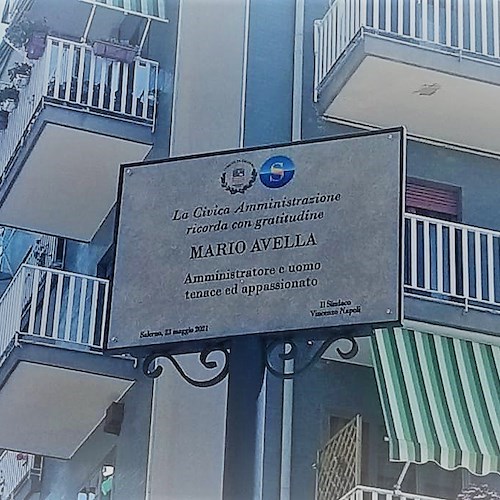 S
La Civica Amministrazione
ricorda con gratitudine
MARIO AVELLA
Amministratore e uomo
tenace ed appassionato
Il Sindaco
Vincenzo Napoli
Salerno, 23 maggio 2021